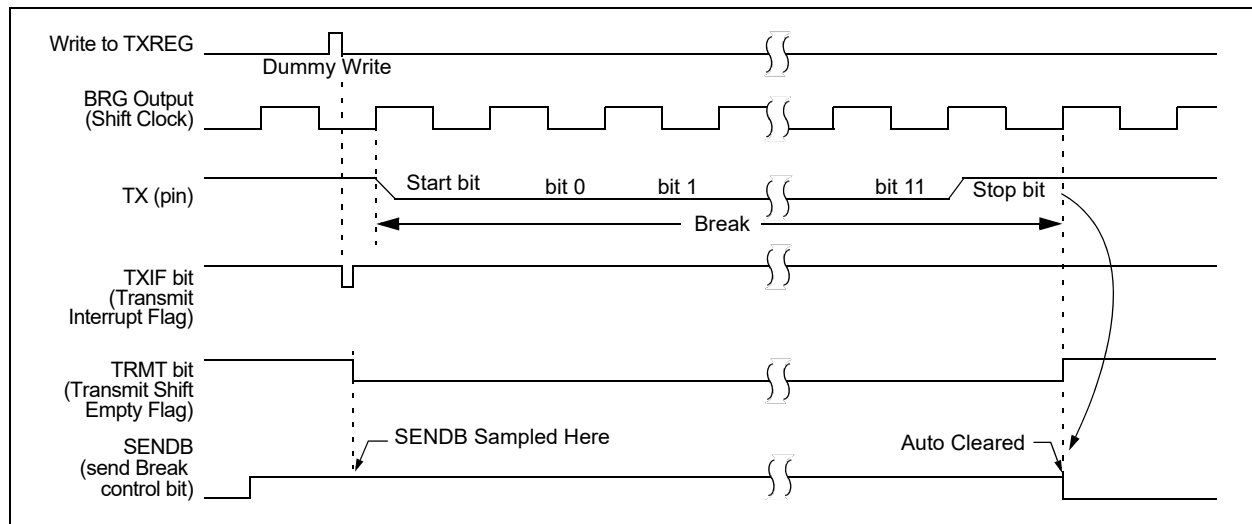 Write to TXREG
Dummy Write
BRG Output
(Shift Clock)
TX (pin)
Start bit
bit 0
bit 1
bit 11
Stop bit
Break
TXIF bit
(Transmit
Interrupt Flag)
TRMT bit
(Transmit Shift
Empty Flag)
SENDB Sampled Here
Auto Cleared
SENDB
(send Break
control bit)